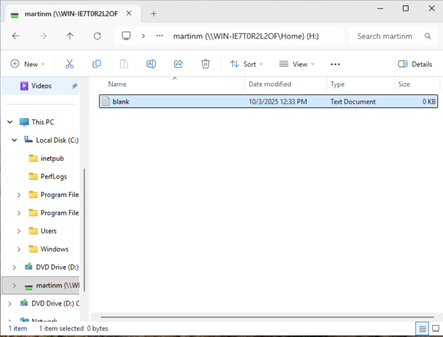 martinm (\\WIN-IE7T0R2L2OF
martinm (\\WIN-IE7T0R2L2OF\Home) (H:)
Search martinm
New
Sort
View
Details
Videos
This PC
Local Disk (C:)
inetpub
PerfLogs
Program File
Program File
Users
Windows
DVD Drive (D:)
martinm (\\WI
DVD Drive (D:) C
Network
Name Date modified Type Size
blank 10/3/2025 12:33 PM Text Document 0 KB
1 item 1 item selected 0 bytes